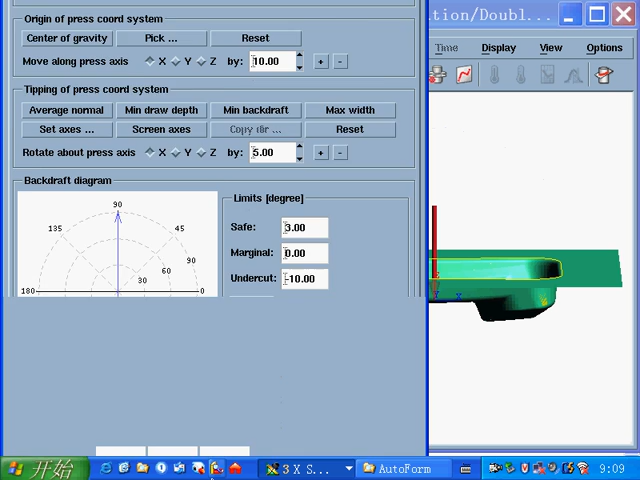 ition/Doubl...
Origin of press coord system
Center of gravity Pick ... Reset
Move along press axis X Y Z by: 10.00 + -
Time Display View Options
Tipping of press coord system
Average normal Min draw depth Min backdraft Max width
Set axes ... Screen axes Copy dir ... Reset
Rotate about press axis X Y Z by: 5.00 + -
Backdraft diagram
90
135 45
60
30
180 0
Limits [degree]
Safe: 3.00
Marginal: 0.00
Undercut: -10.00
X
开始 3 X S... AutoForm 9:09